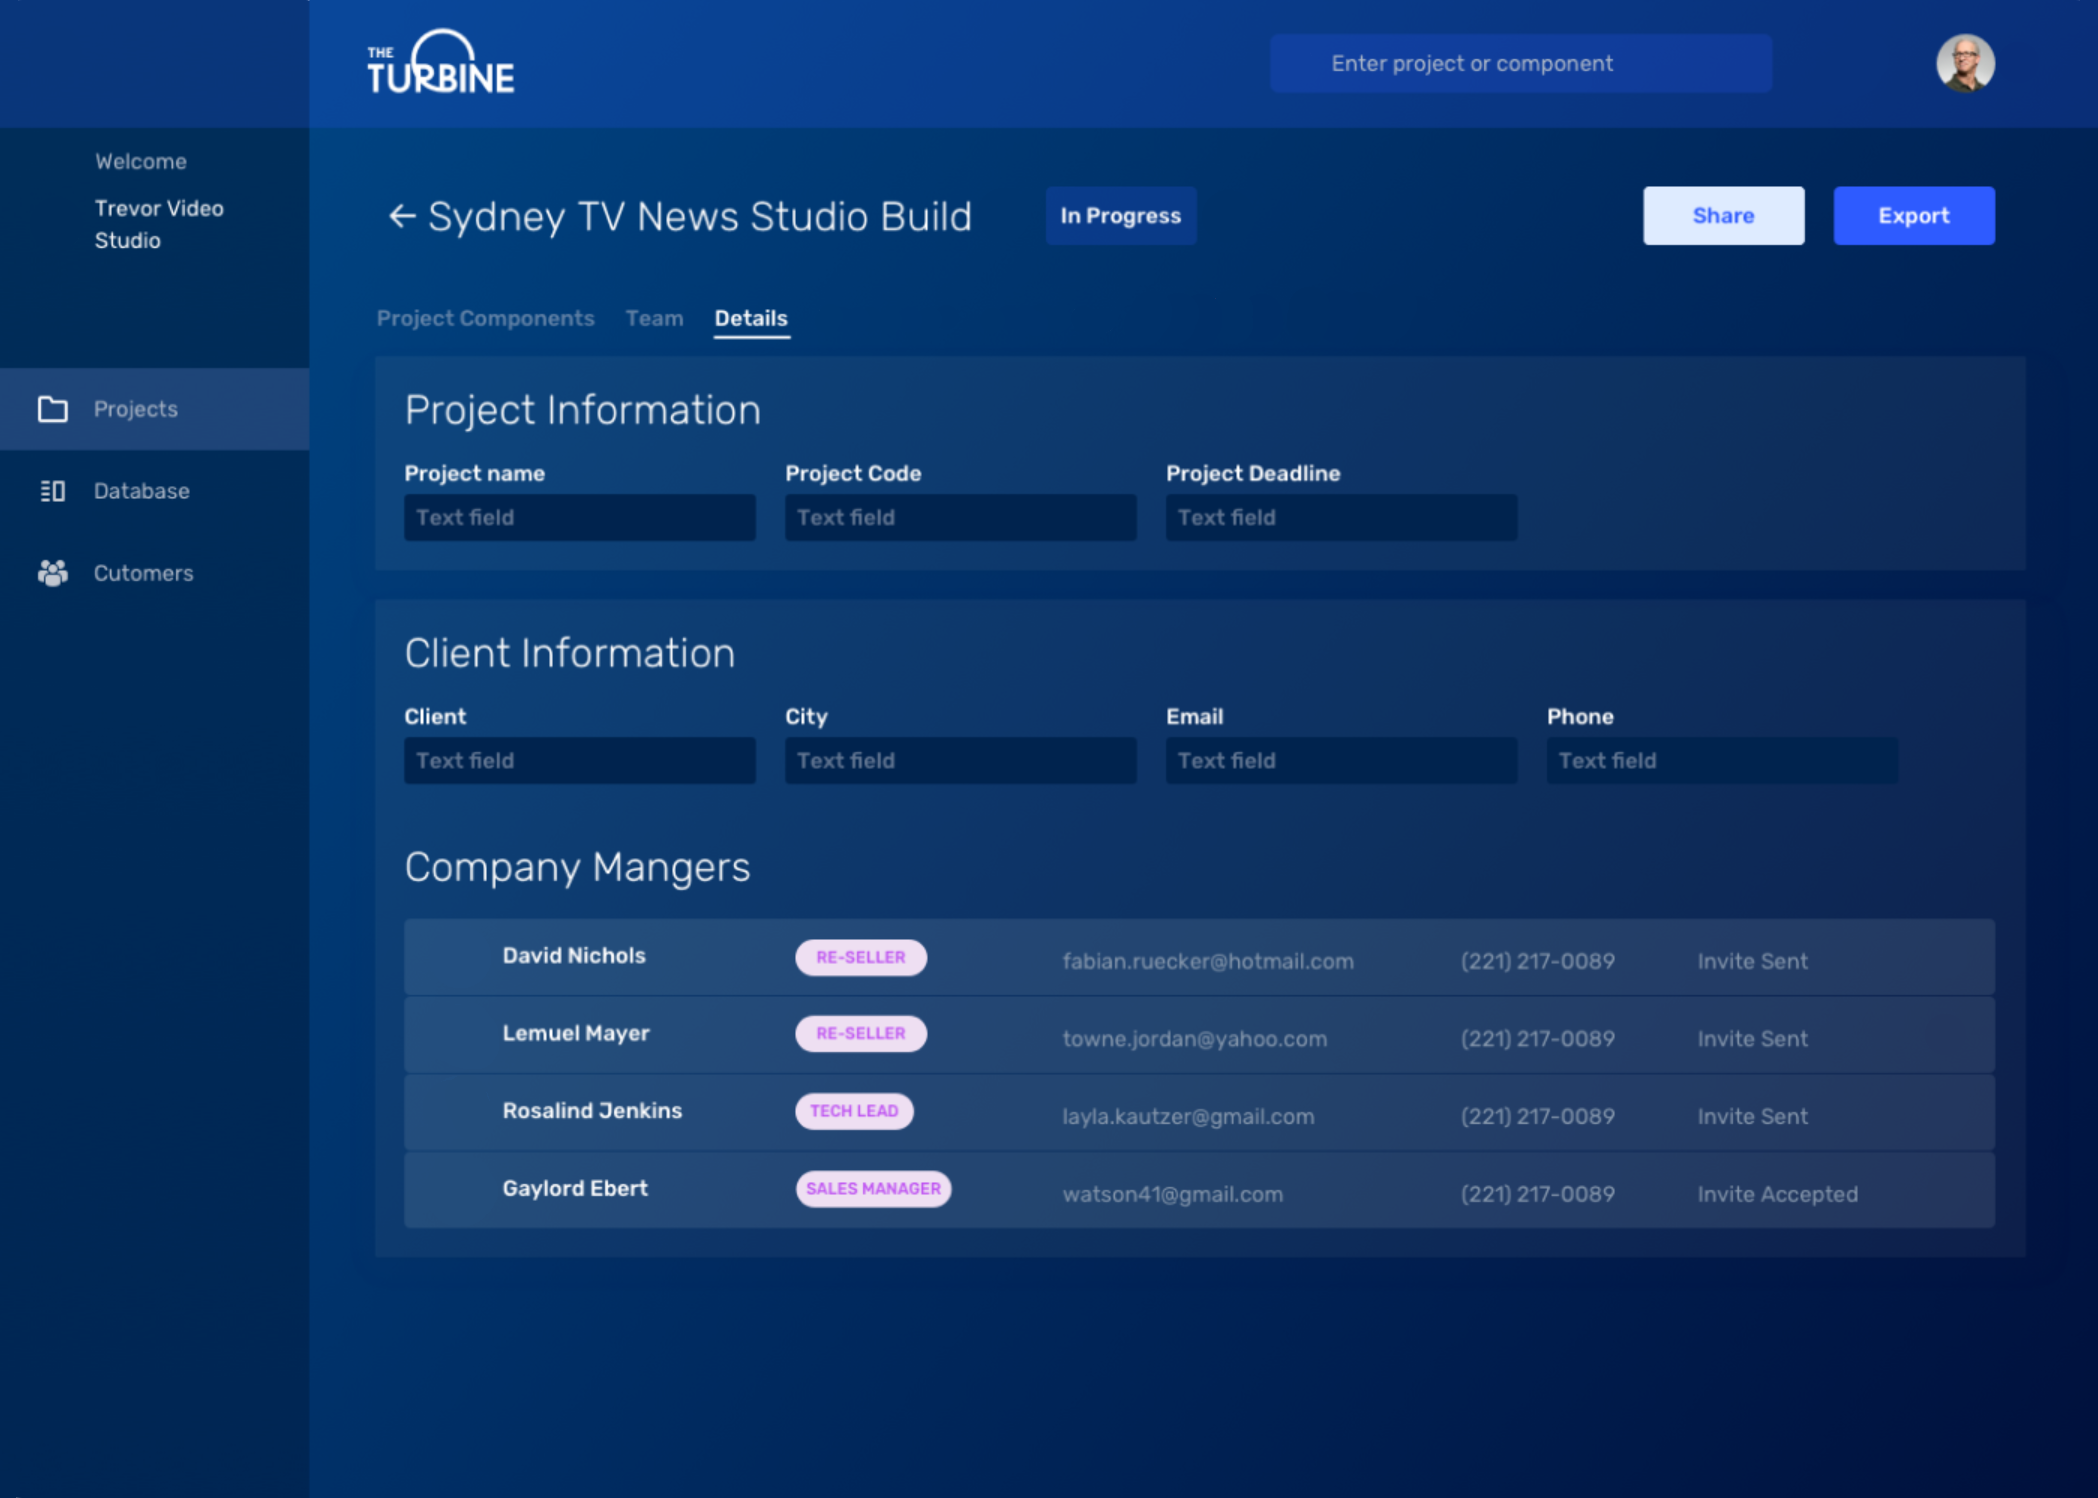 THE
TURBINE
Enter project or component
Welcome
Trevor Video
Studio
Projects
Database
Cutomers
← Sydney TV News Studio Build
In Progress
Share
Export
Project Components
Team
Details
Project Information
Project name
Project Code
Project Deadline
Text field
Text field
Text field
Client Information
Client
City
Email
Phone
Text field
Text field
Text field
Text field
Company Mangers
David Nichols RE-SELLER fabian.ruecker@hotmail.com (221) 217-0089 Invite Sent
Lemuel Mayer RE-SELLER towne.jordan@yahoo.com (221) 217-0089 Invite Sent
Rosalind Jenkins TECH LEAD layla.kautzer@gmail.com (221) 217-0089 Invite Sent
Gaylord Ebert SALES MANAGER watson41@gmail.com (221) 217-0089 Invite Accepted